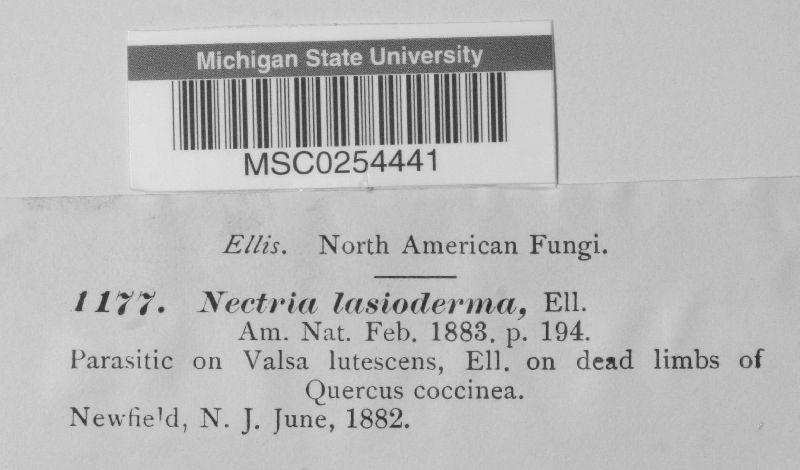 Michigan State University
MSC0254441
Ellis. North American Fungi.
1177. Nectria lasioderma, Ell.
Am. Nat. Feb. 1883. p. 194.
Parasitic on Valsa lutescens, Ell. on dead limbs of
Quercus coccinea.
Newfield, N. J. June, 1882.